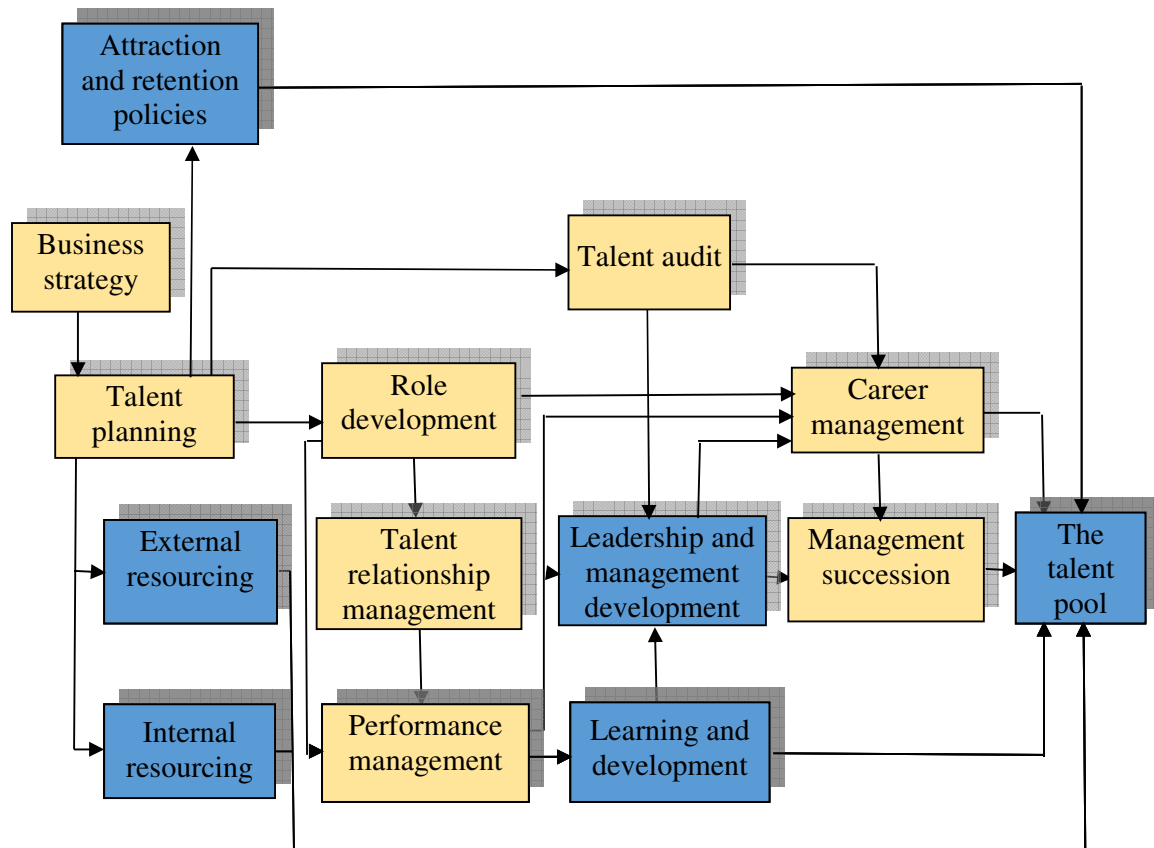 Attraction
and retention
policies
Business
strategy
Talent audit
Talent
planning
Role
development
Career
management
External
resourcing
Talent
relationship
management
Leadership and
management
development
Management
succession
The
talent
pool
Internal
resourcing
Performance
management
Learning and
development